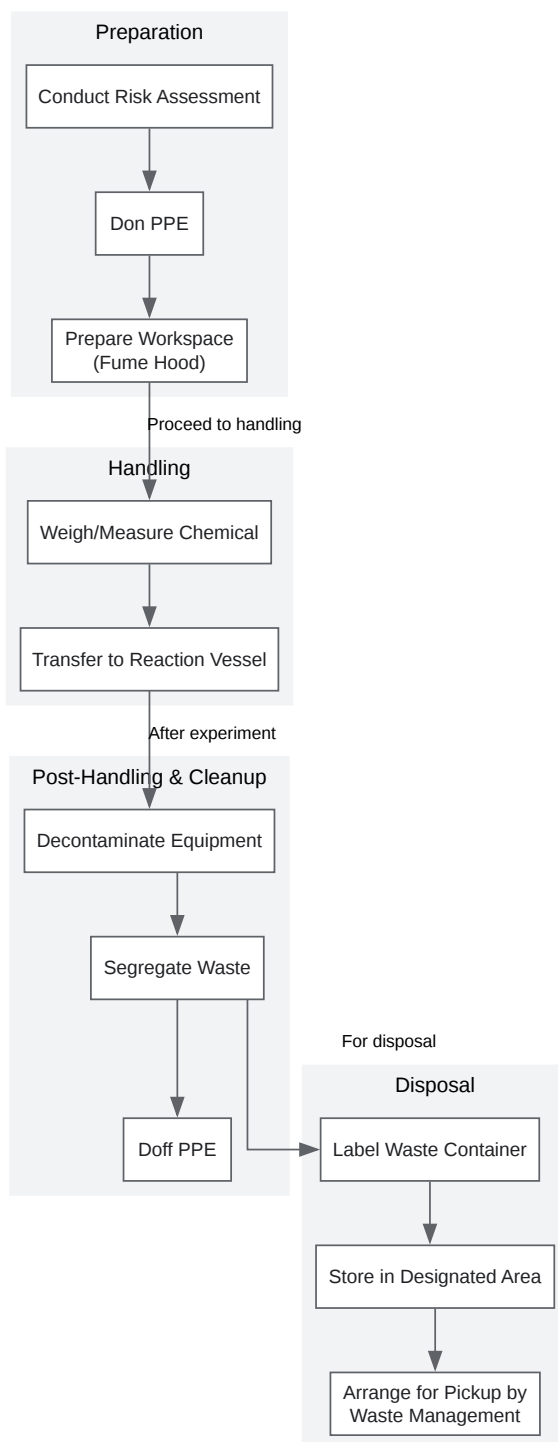 Preparation
Conduct Risk Assessment
Don PPE
Prepare Workspace
(Fume Hood)
Proceed to handling
Handling
Weigh/Measure Chemical
Transfer to Reaction Vessel
After experiment
Post-Handling & Cleanup
Decontaminate Equipment
Segregate Waste
Doff PPE
For disposal
Disposal
Label Waste Container
Store in Designated Area
Arrange for Pickup by
Waste Management